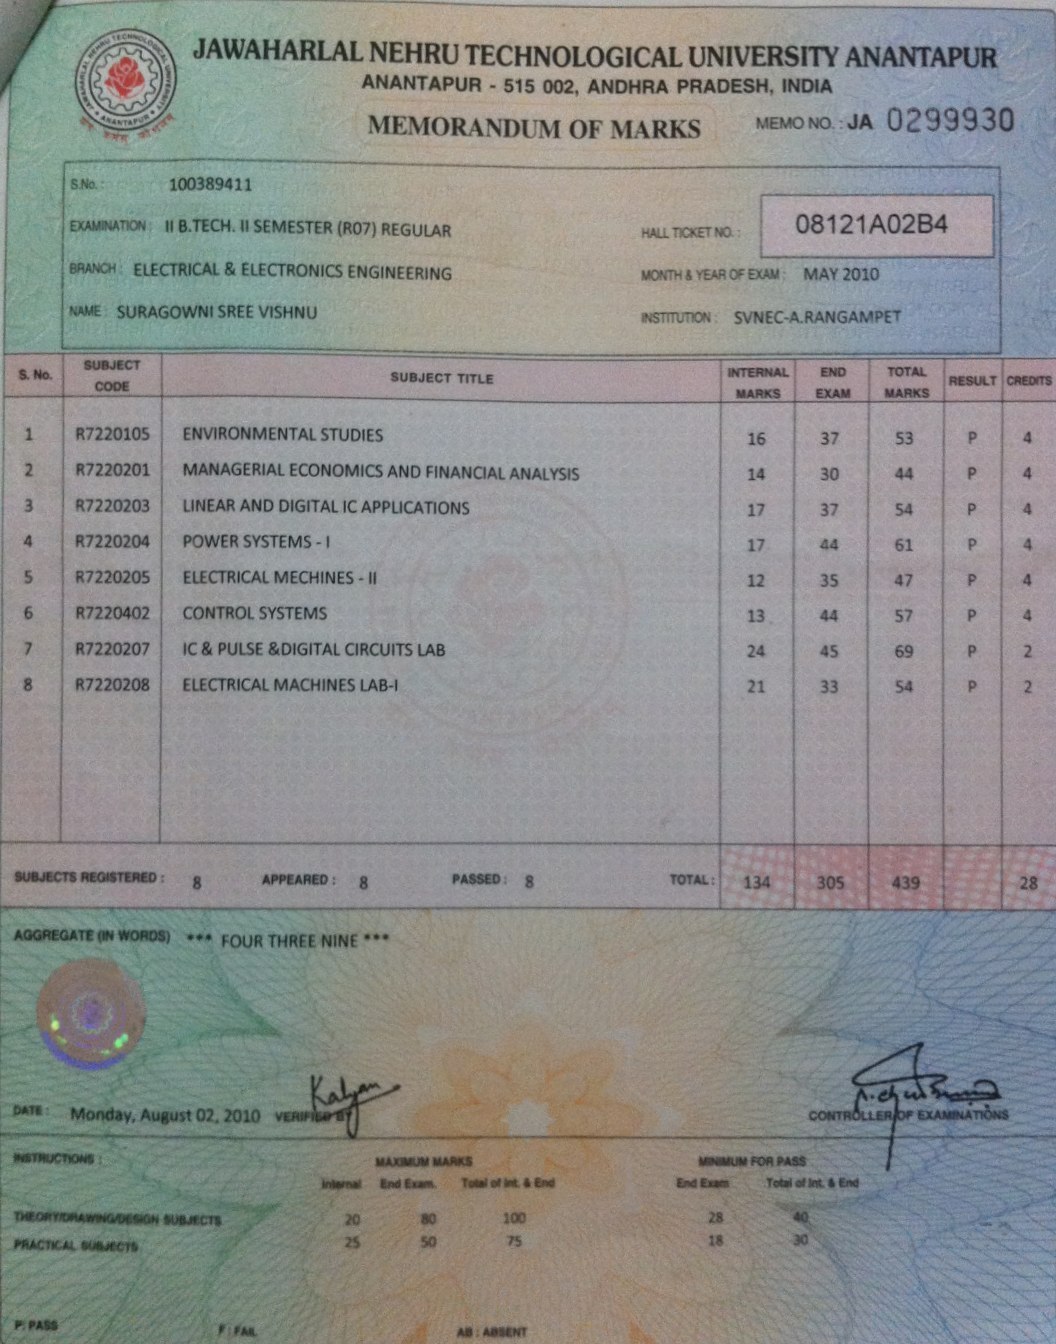 JAWAHARLAL NEHRU TECHNOLOGICAL UNIVERSITY ANANTAPUR
JAWAHARLAL NEHRU TECHNOLOGICAL UNIVERSITY ANANTAPUR
ANANTAPUR - 515 002, ANDHRA PRADESH, INDIA
MEMORANDUM OF MARKS MEMO NO. : JA 0299930
S.No. : 100389411
EXAMINATION : II B.TECH. II SEMESTER (R07) REGULAR HALL TICKET NO. : 08121A02B4
BRANCH : ELECTRICAL & ELECTRONICS ENGINEERING MONTH & YEAR OF EXAM : MAY 2010
NAME : SURAGOWNI SREE VISHNU INSTITUTION : SVNEC-A.RANGAMPET
S. No. SUBJECT CODE SUBJECT TITLE INTERNAL MARKS END EXAM TOTAL MARKS RESULT CREDITS
1 R7220105 ENVIRONMENTAL STUDIES 16 37 53 P 4
2 R7220201 MANAGERIAL ECONOMICS AND FINANCIAL ANALYSIS 14 30 44 P 4
3 R7220203 LINEAR AND DIGITAL IC APPLICATIONS 17 37 54 P 4
4 R7220204 POWER SYSTEMS - I 17 44 61 P 4
5 R7220205 ELECTRICAL MECHINES - II 12 35 47 P 4
6 R7220402 CONTROL SYSTEMS 13 44 57 P 4
7 R7220207 IC & PULSE &DIGITAL CIRCUITS LAB 24 45 69 P 2
8 R7220208 ELECTRICAL MACHINES LAB-I 21 33 54 P 2
SUBJECTS REGISTERED : 8 APPEARED : 8 PASSED : 8 TOTAL : 134 305 439 28
AGGREGATE (IN WORDS) *** FOUR THREE NINE ***
Kalyan
DATE : Monday, August 02, 2010 VERIFIED BY CONTROLLER OF EXAMINATIONS
INSTRUCTIONS : MAXIMUM MARKS MINIMUM FOR PASS
Internal End Exam. Total of Int. & End End Exam Total of Int. & End
THEORY/DRAWING/DESIGN SUBJECTS 20 80 100 28 40
PRACTICAL SUBJECTS 25 50 75 18 30
P: PASS F : FAIL AB : ABSENT